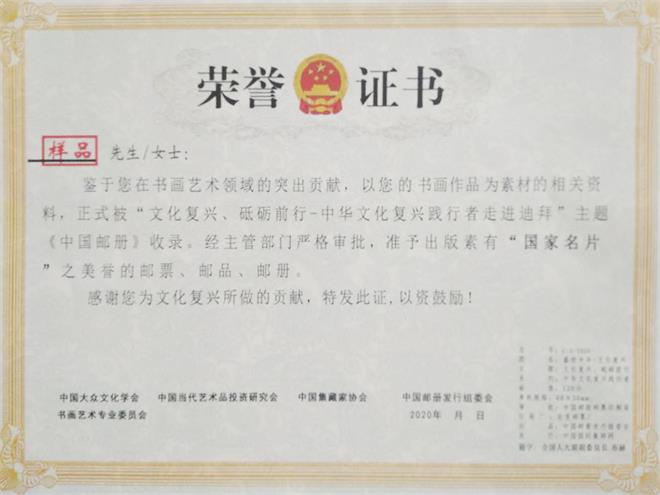 荣誉证书
样品 先生/女士:
鉴于您在书画艺术领域的突出贡献，以您的书画作品为素材的相关资
料，正式被“文化复兴、砥砺前行-中华文化复兴践行者走进迪拜”主题
《中国邮册》收录。经主管部门严格审批，准予出版素有“国家名片
”之美誉的邮票、邮品、邮册。
感谢您为文化复兴所做的贡献，特发此证,以资鼓励！
中国大众文化学会 中国当代艺术品投资研究会 中国集藏家协会 中国邮册发行组委会
书画艺术专业委员会 2020年 月 日